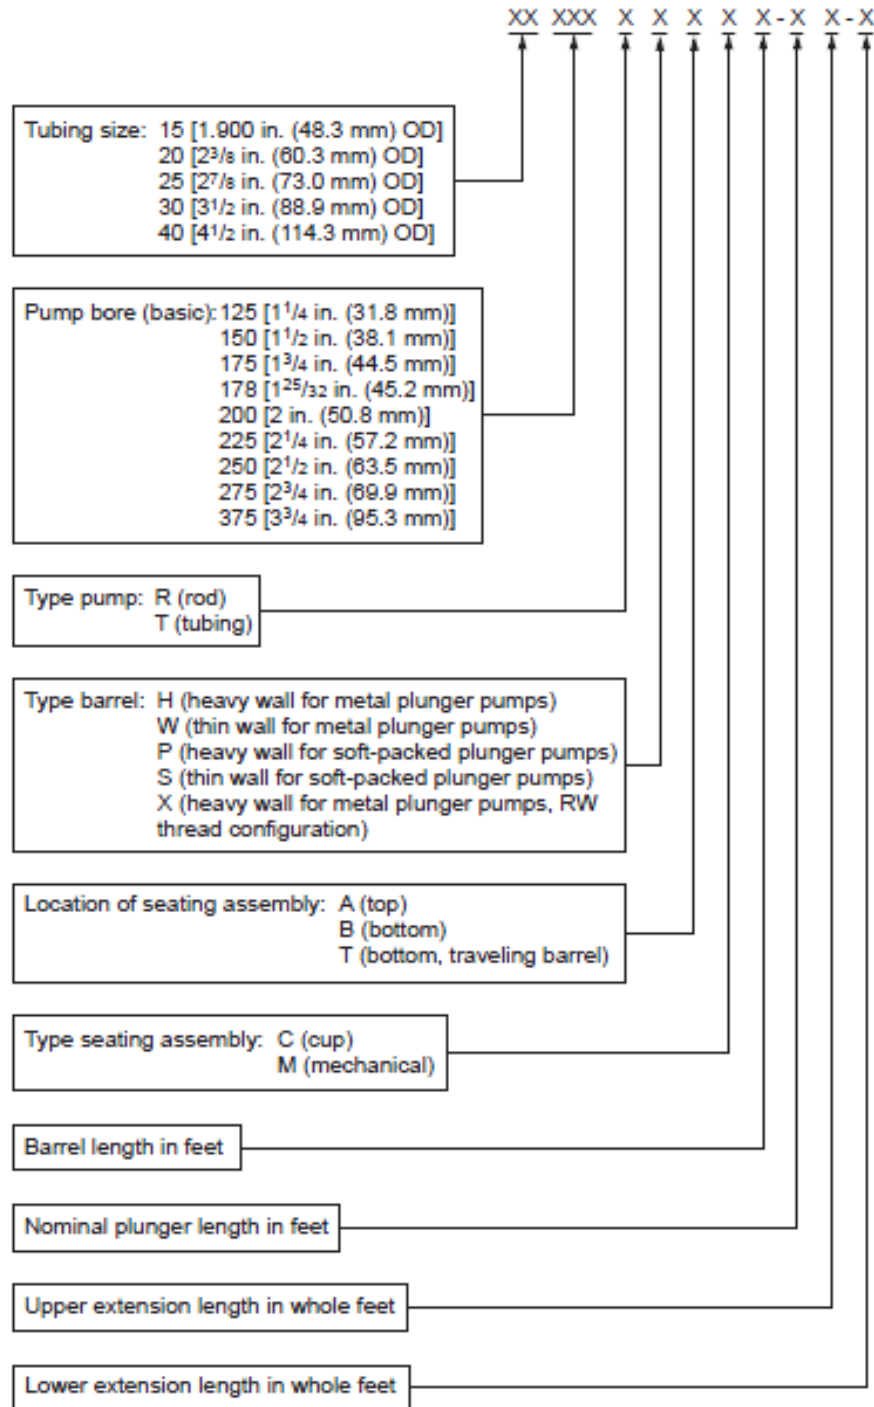 XX XXX X X X X X - X X - X
Tubing size: 15 [1.900 in. (48.3 mm) OD]
20 [2³/₈ in. (60.3 mm) OD]
25 [2⁷/₈ in. (73.0 mm) OD]
30 [3¹/₂ in. (88.9 mm) OD]
40 [4¹/₂ in. (114.3 mm) OD]
Pump bore (basic): 125 [1¹/₄ in. (31.8 mm)]
150 [1¹/₂ in. (38.1 mm)]
175 [1³/₄ in. (44.5 mm)]
178 [1²⁵/₃₂ in. (45.2 mm)]
200 [2 in. (50.8 mm)]
225 [2¹/₄ in. (57.2 mm)]
250 [2¹/₂ in. (63.5 mm)]
275 [2³/₄ in. (69.9 mm)]
375 [3³/₄ in. (95.3 mm)]
Type pump: R (rod)
T (tubing)
Type barrel: H (heavy wall for metal plunger pumps)
W (thin wall for metal plunger pumps)
P (heavy wall for soft-packed plunger pumps)
S (thin wall for soft-packed plunger pumps)
X (heavy wall for metal plunger pumps, RW
thread configuration)
Location of seating assembly: A (top)
B (bottom)
T (bottom, traveling barrel)
Type seating assembly: C (cup)
M (mechanical)
Barrel length in feet
Nominal plunger length in feet
Upper extension length in whole feet
Lower extension length in whole feet